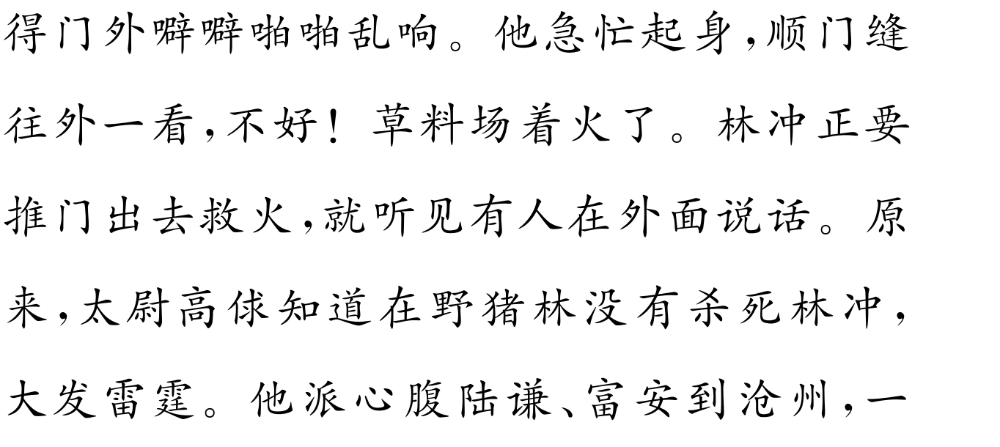 得门外噼噼啪啪乱响。他急忙起身,顺门缝
往外一看,不好!草料场着火了。林冲正要
推门出去救火,就听见有人在外面说话。原
来,太尉高俅知道在野猪林没有杀死林冲,
大发雷霆。他派心腹陆谦、富安到沧州,一